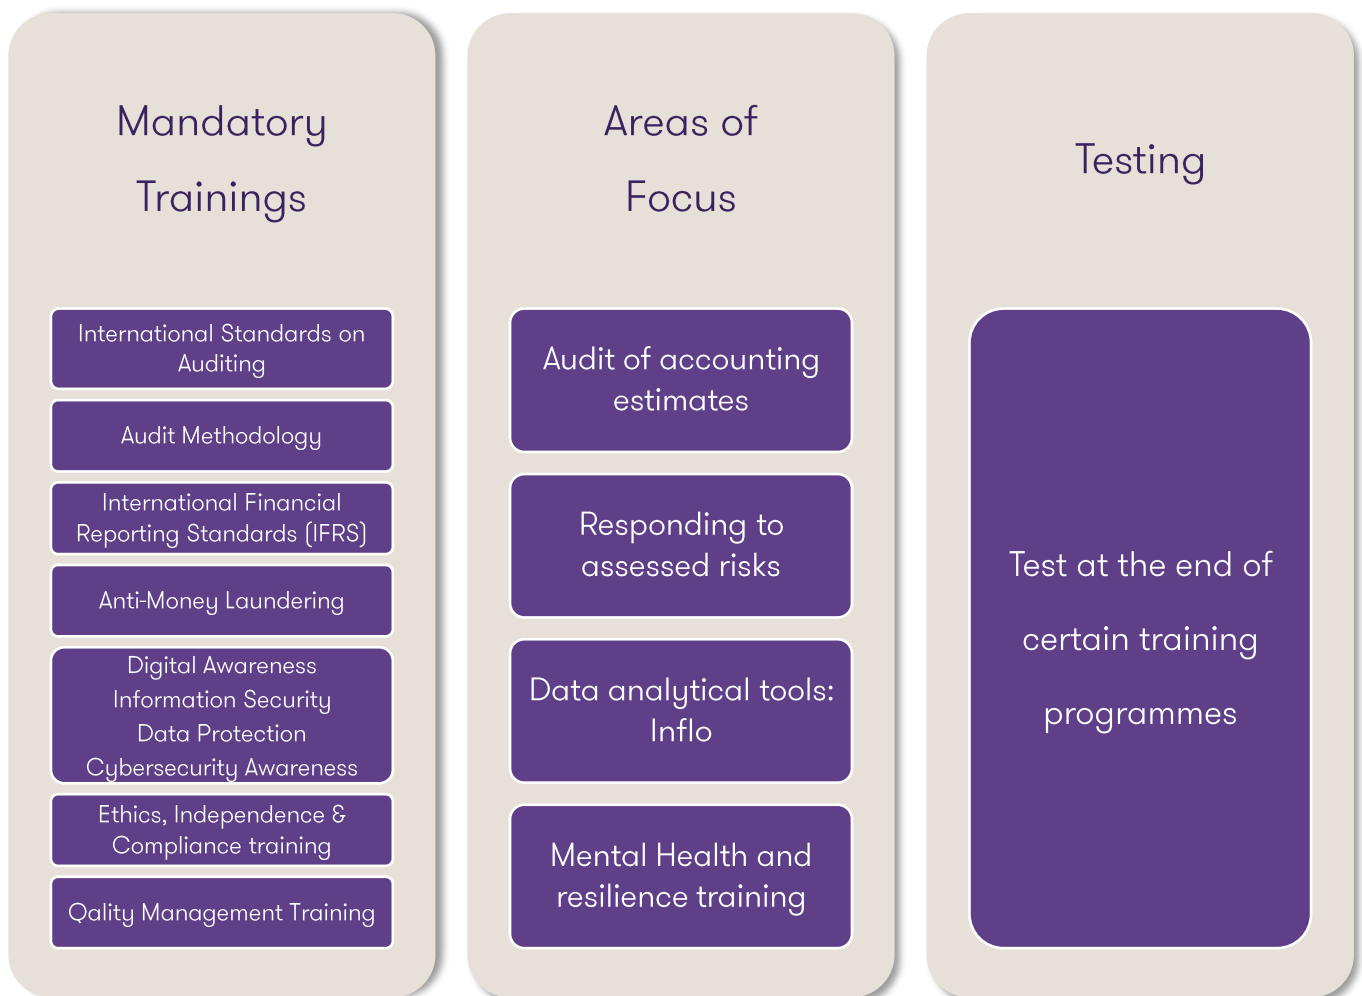 Mandatory
Trainings
International Standards on
Auditing
Audit Methodology
International Financial
Reporting Standards (IFRS)
Anti-Money Laundering
Digital Awareness
Information Security
Data Protection
Cybersecurity Awareness
Ethics, Independence &
Compliance training
Qality Management Training
Areas of
Focus
Audit of accounting
estimates
Responding to
assessed risks
Data analytical tools:
Inflo
Mental Health and
resilience training
Testing
Test at the end of
certain training
programmes